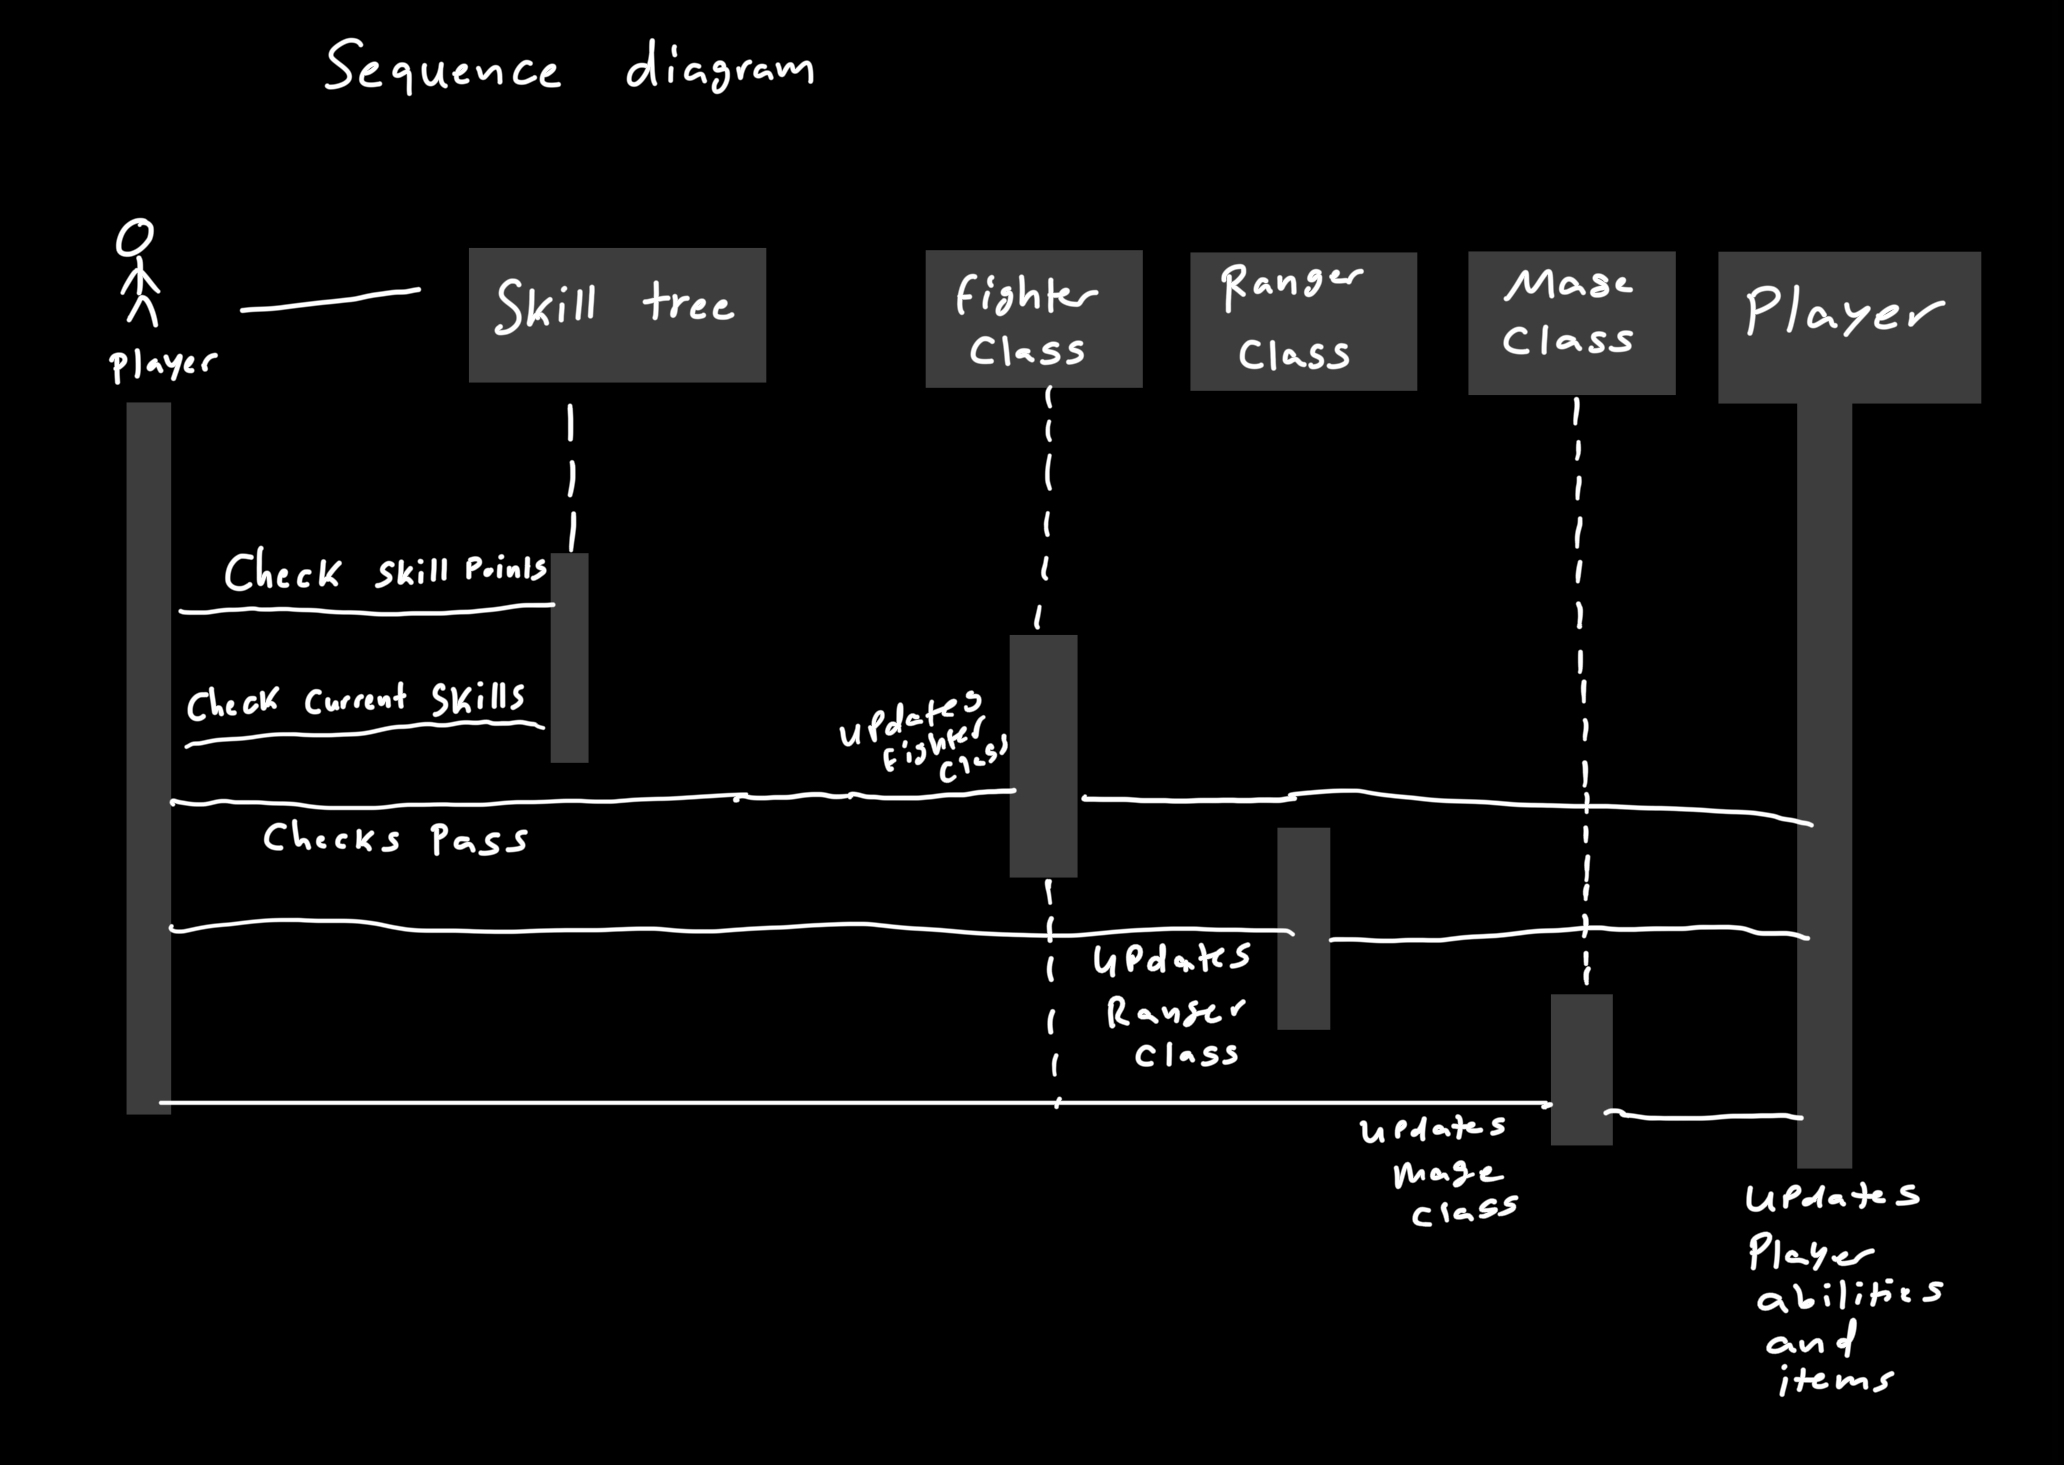 Sequence diagram
Player
Skill tree
Fighter
Class
Ranger
Class
Mage
Class
Player
Check Skill Points
Check Current Skills
Updates
Fighter
Class
Checks Pass
Updates
Ranger
Class
Updates
Mage
Class
Updates
Player
abilities
and
items